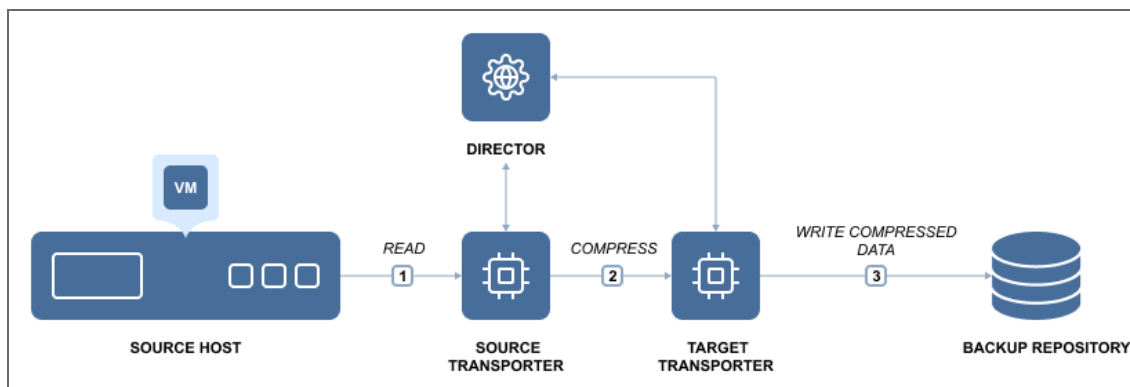 DIRECTOR
VM
READ
1
COMPRESS
2
WRITE COMPRESSED
DATA
3
SOURCE HOST
SOURCE
TRANSPORTER
TARGET
TRANSPORTER
BACKUP REPOSITORY